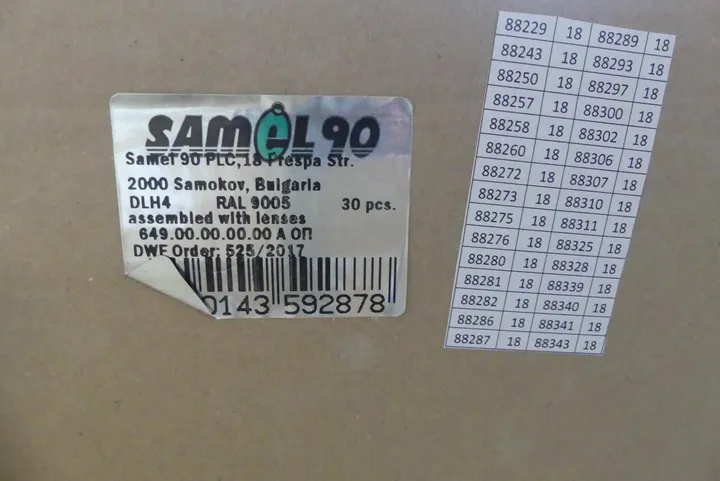 SAMEL 90
Samel 90 PLC, 18 Prespa Str.
2000 Samokov, Bulgaria
DLH4 RAL 9005 30 pcs.
assembled with lenses
649.00.00.00.00 А ОП
DWF Order: 525/2017
0143 592878
88229 18 88289 18
88243 18 88293 18
88250 18 88297 18
88257 18 88300 18
88258 18 88302 18
88260 18 88306 18
88272 18 88307 18
88273 18 88310 18
88275 18 88311 18
88276 18 88325 18
88280 18 88328 18
88281 18 88339 18
88282 18 88340 18
88286 18 88341 18
88287 18 88343 18